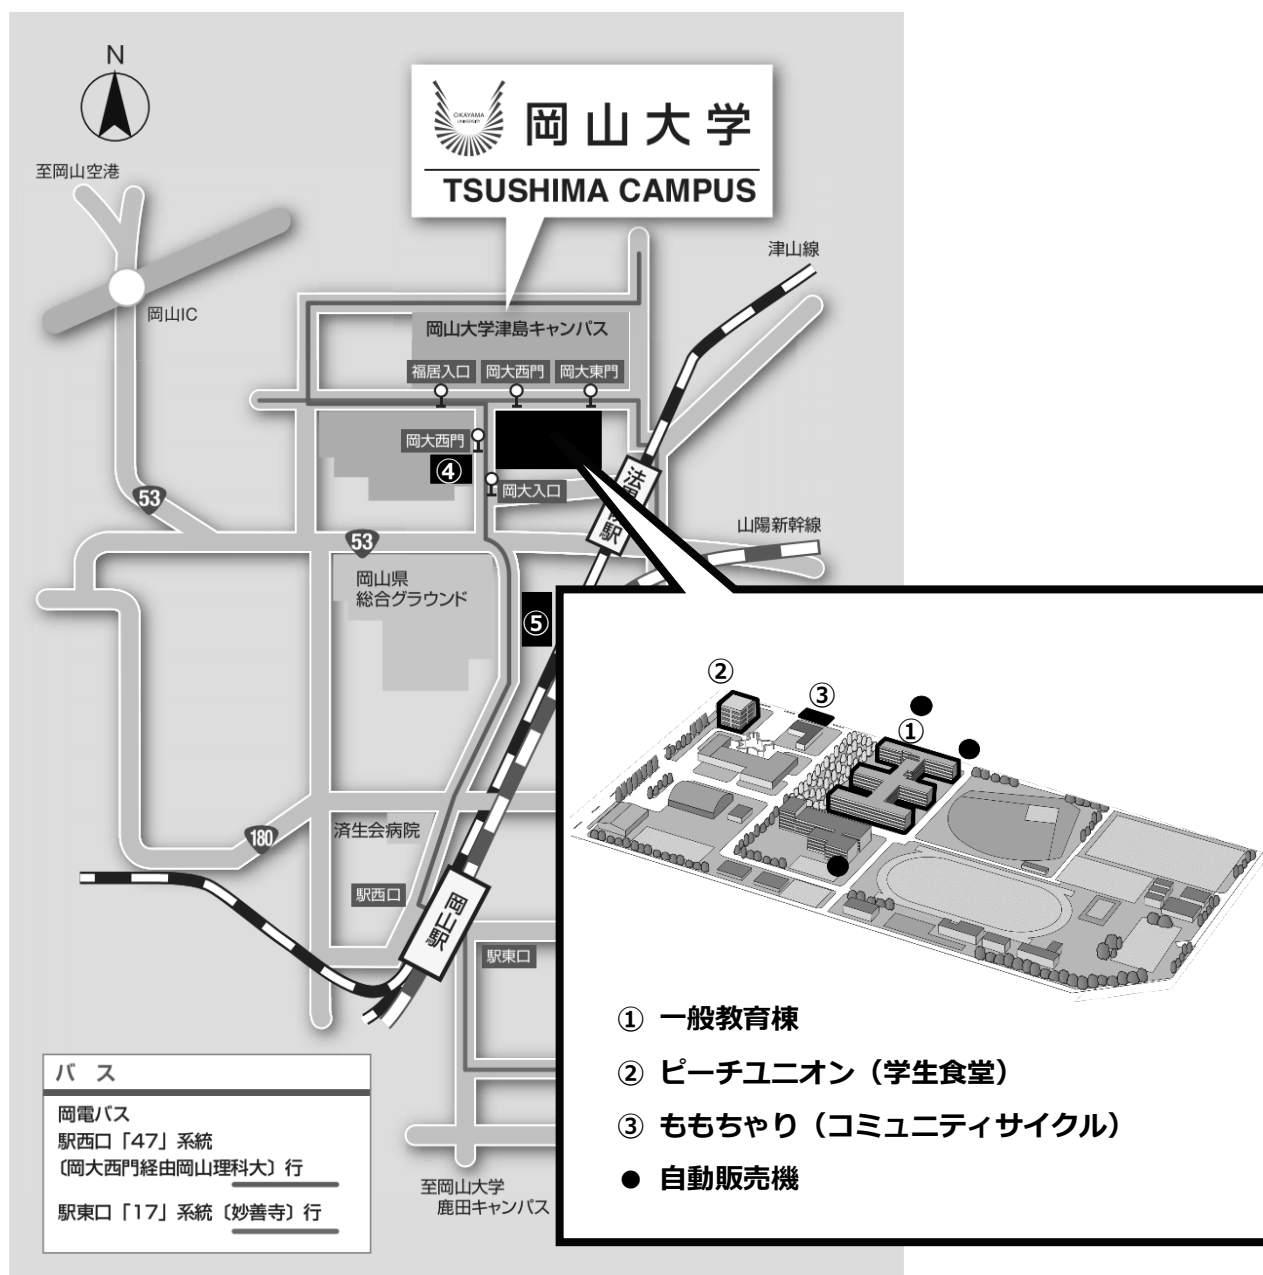 N
至岡山空港
OKAYAMA
UNIVERSITY
岡山大学
TSUSHIMA CAMPUS
津山線
岡山IC
岡山大学津島キャンパス
福居入口
岡大西門
岡大東門
岡大西門
④
岡大入口
法界院駅
53
53
山陽新幹線
岡山県
総合グラウンド
⑤
②
③
①
180
済生会病院
駅西口
岡山駅
駅東口
① 一般教育棟
② ピーチユニオン（学生食堂）
③ ももちゃり（コミュニティサイクル）
● 自動販売機
バス
岡電バス
駅西口「47」系統
〔岡大西門経由岡山理科大〕行
駅東口「17」系統〔妙善寺〕行
至岡山大学
鹿田キャンパス